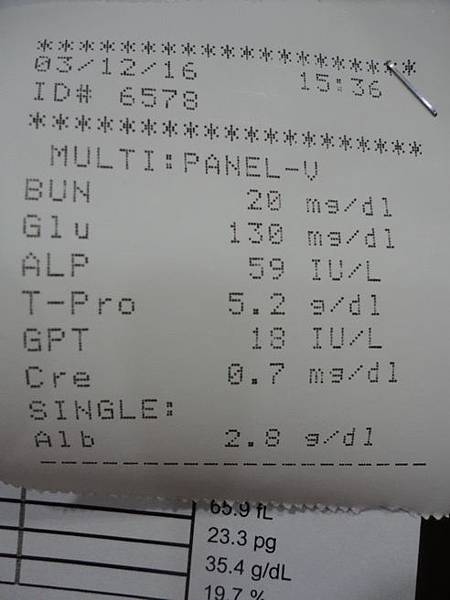 ********************
03/12/16 15:36
ID# 6578
********************
MULTI:PANEL-V
BUN 20 mg/dl
Glu 130 mg/dl
ALP 59 IU/L
T-Pro 5.2 g/dl
GPT 18 IU/L
Cre 0.7 mg/dl
SINGLE:
Alb 2.8 g/dl
--------------------
65.9 fL
23.3 pg
35.4 g/dL
19.7 %